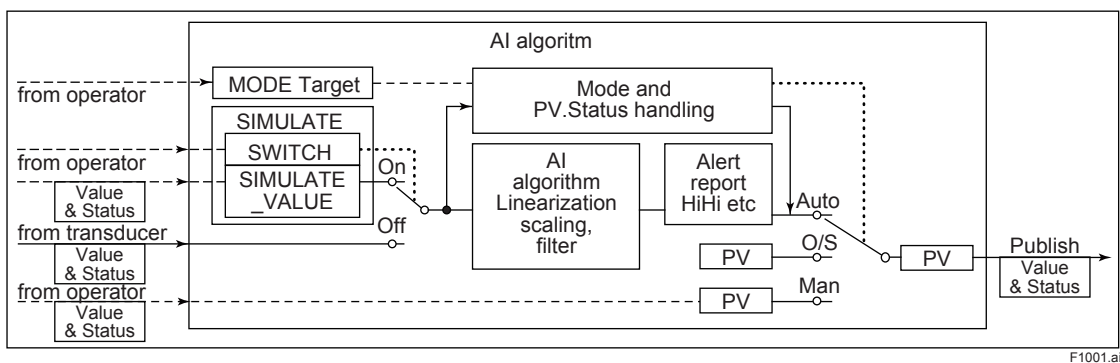 AI algoritm
from operator
MODE Target
Mode and
PV.Status handling
SIMULATE
from operator
SWITCH
SIMULATE
_VALUE
Value
& Status
On
Off
AI
algorithm
Linearization
scaling,
filter
Alert
report
HiHi etc
Auto
from transducer
Value
& Status
PV
O/S
PV
Publish
Value
& Status
from operator
Value
& Status
PV
Man
F1001.ai